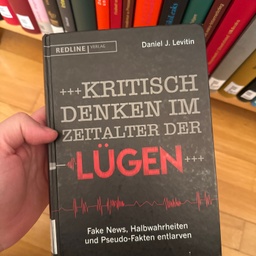 REDLINE VERLAG
Daniel J. Levitin
+++KRITISCH
DENKEN IM
ZEITALTER DER
LÜGEN+++
Fake News, Halbwahrheiten
und Pseudo-Fakten entlarven